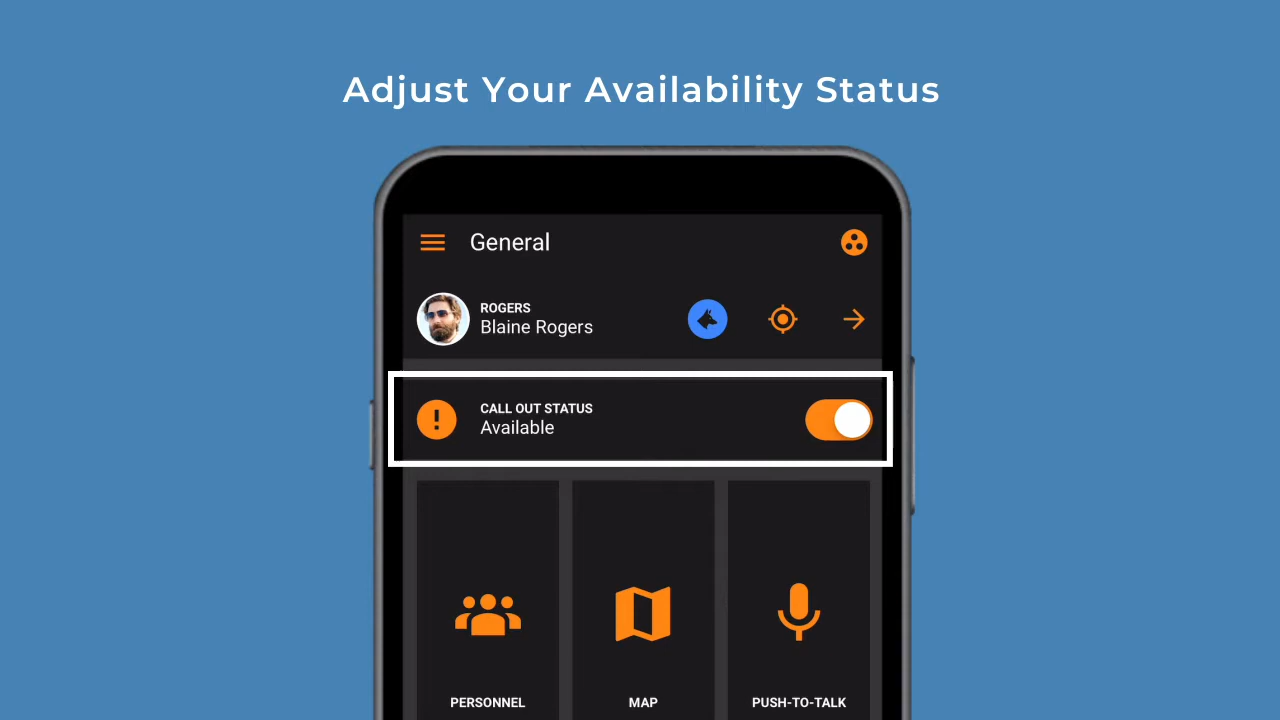 Adjust Your Availability Status
General
ROGERS
Blaine Rogers
CALL OUT STATUS
Available
PERSONNEL
MAP
PUSH-TO-TALK